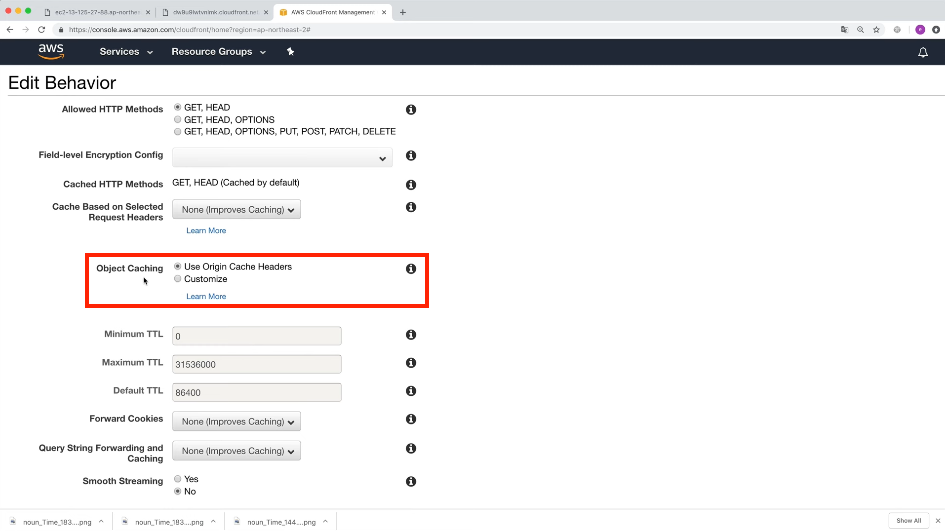 ec2-13-125-27-88.ap-northeast
dw8u8lwtvnlmk.cloudfront.net
AWS CloudFront Management
https://console.aws.amazon.com/cloudfront/home?region=ap-northeast-2#
aws
Services
Resource Groups
Edit Behavior
Allowed HTTP Methods
GET, HEAD
GET, HEAD, OPTIONS
GET, HEAD, OPTIONS, PUT, POST, PATCH, DELETE
Field-level Encryption Config
Cached HTTP Methods
GET, HEAD (Cached by default)
Cache Based on Selected
Request Headers
None (Improves Caching)
Learn More
Object Caching
Use Origin Cache Headers
Customize
Learn More
Minimum TTL
0
Maximum TTL
31536000
Default TTL
86400
Forward Cookies
None (Improves Caching)
Query String Forwarding and
Caching
None (Improves Caching)
Smooth Streaming
Yes
No
noun_Time_183....png
noun_Time_183....png
noun_Time_144....png
Show All